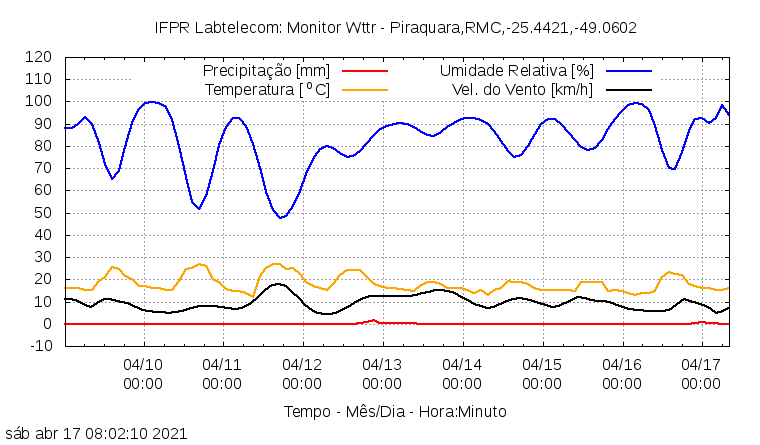 IFPR Labtelecom: Monitor Wttr - Piraquara,RMC,-25.4421,-49.0602
Precipitação [mm]
Temperatura [⁰C]
Umidade Relativa [%]
Vel. do Vento [km/h]
120
110
100
90
80
70
60
50
40
30
20
10
0
-10
04/10 04/11 04/12 04/13 04/14 04/15 04/16 04/17
00:00 00:00 00:00 00:00 00:00 00:00 00:00 00:00
Tempo - Mês/Dia - Hora:Minuto
sáb abr 17 08:02:10 2021